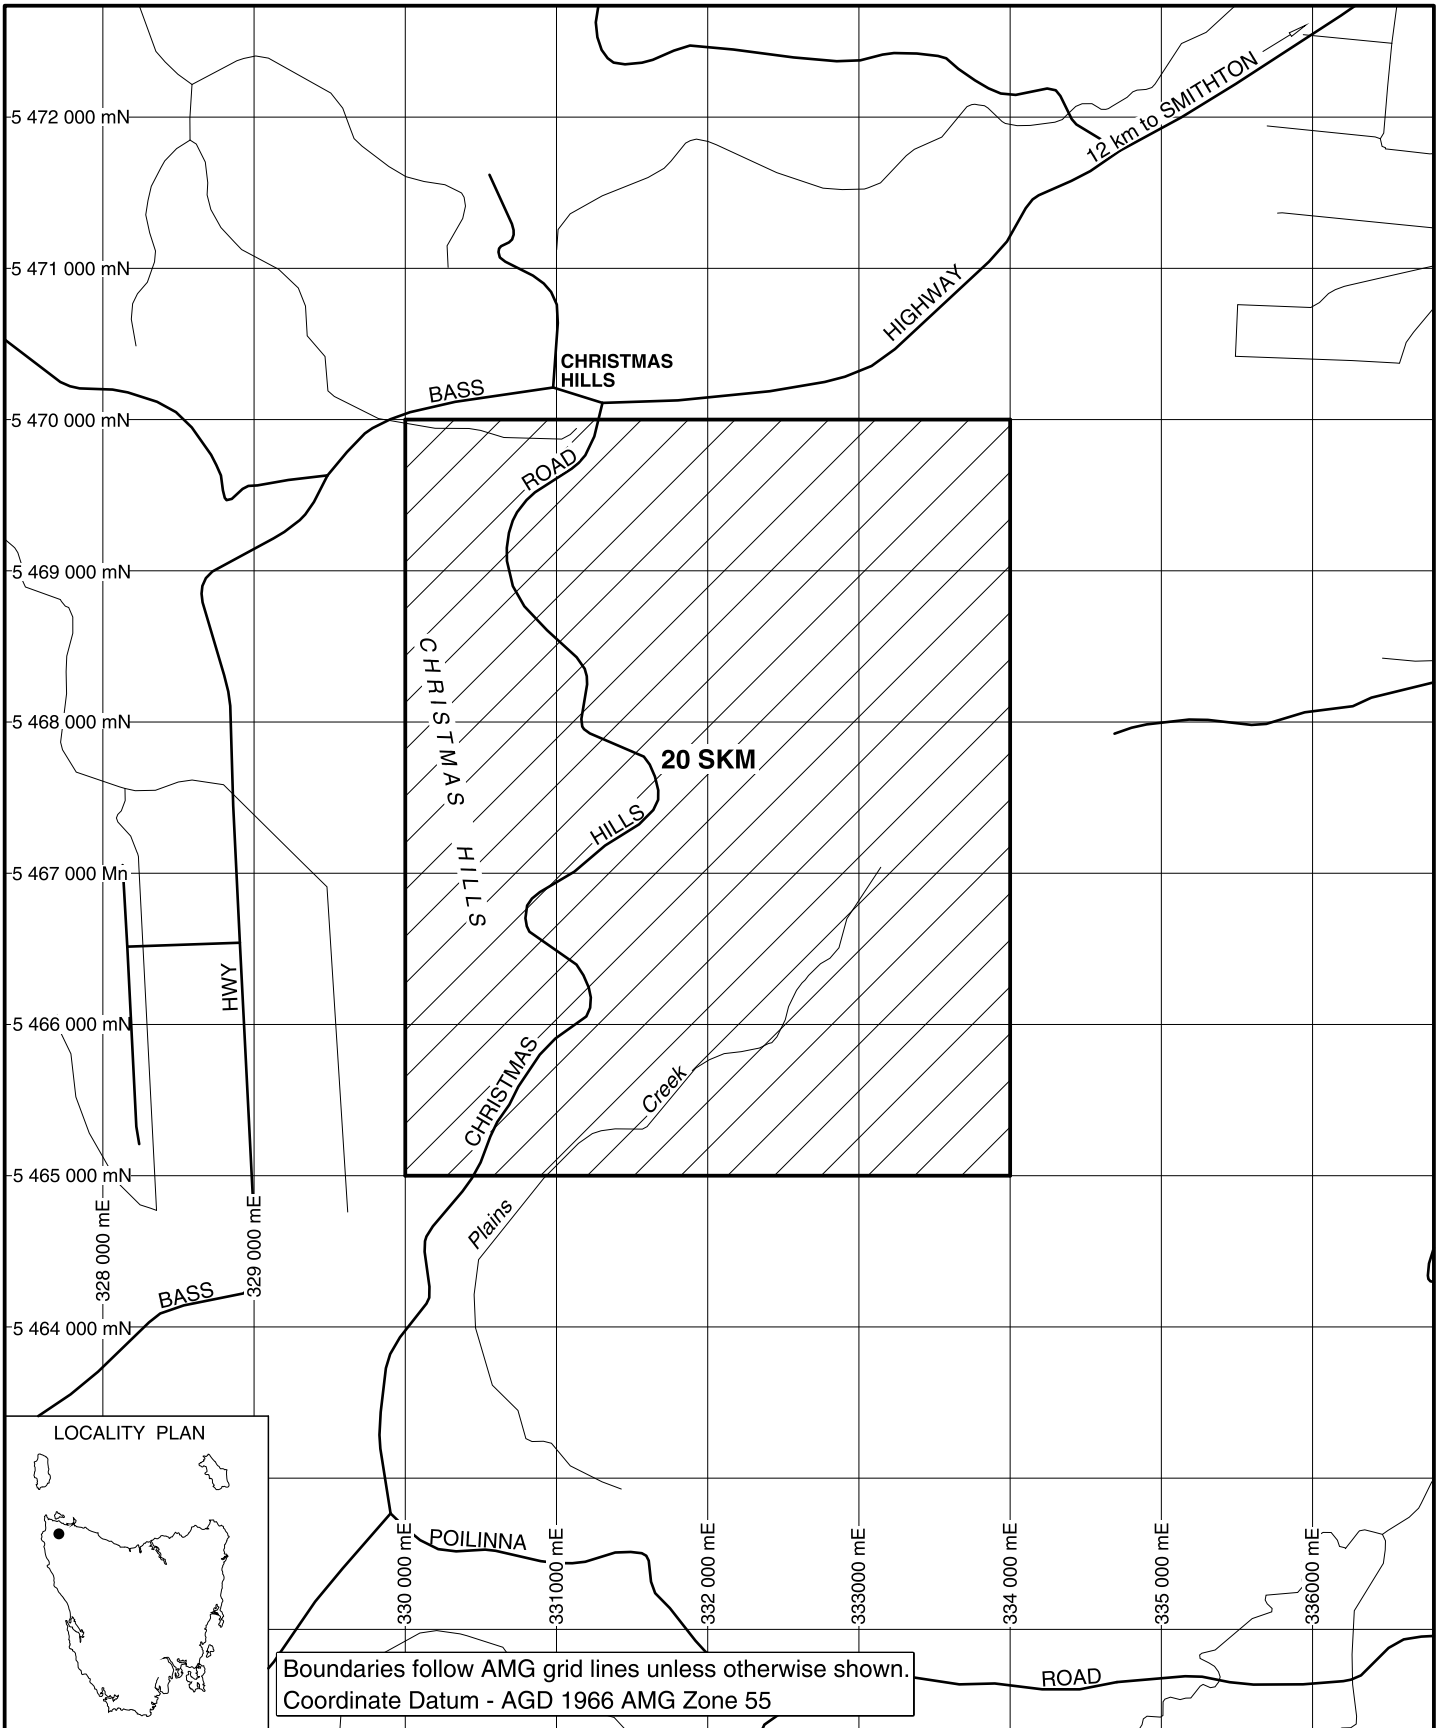 5 472 000 mN
12 km to SMITHTON
5 471 000 mN
HIGHWAY
CHRISTMAS
HILLS
BASS
5 470 000 mN
ROAD
5 469 000 mN
CHRISTMAS HILLS
5 468 000 mN
20 SKM
HILLS
5 467 000 Mn
HWY
5 466 000 mN
CHRISTMAS
Creek
5 465 000 mN
Plains
328 000 mE
329 000 mE
BASS
5 464 000 mN
LOCALITY PLAN
POILINNA
330 000 mE
331000 mE
332 000 mE
333000 mE
334 000 mE
335 000 mE
336000 mE
ROAD
Boundaries follow AMG grid lines unless otherwise shown.
Coordinate Datum - AGD 1966 AMG Zone 55